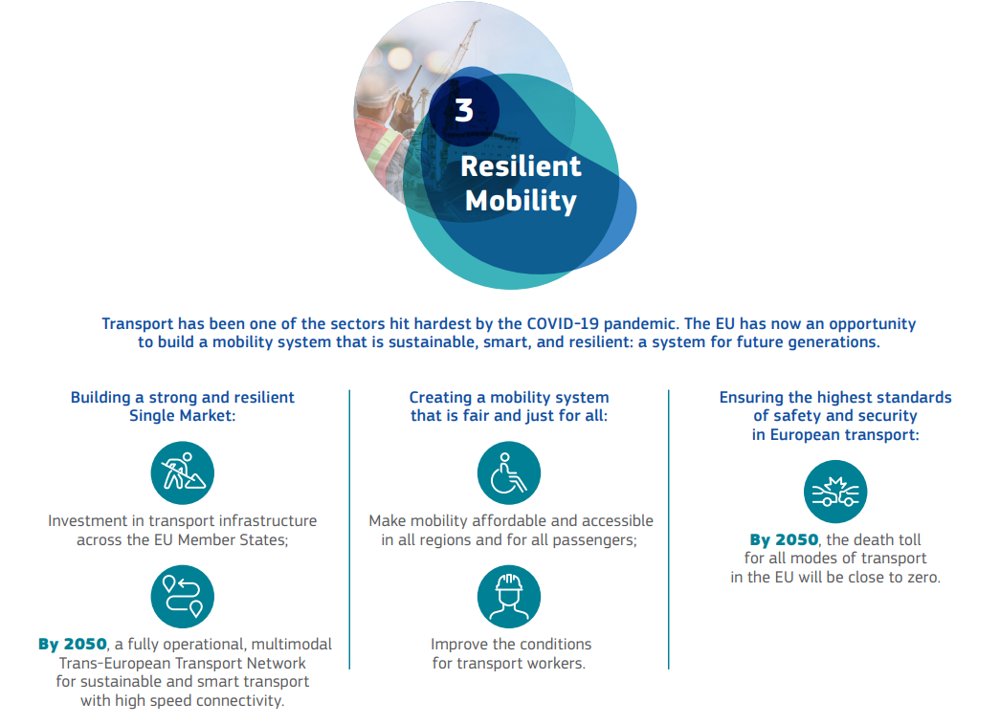 3
Resilient
Mobility
Transport has been one of the sectors hit hardest by the COVID-19 pandemic. The EU has now an opportunity
to build a mobility system that is sustainable, smart, and resilient: a system for future generations.
Building a strong and resilient
Single Market:
Investment in transport infrastructure
across the EU Member States;
By 2050, a fully operational, multimodal
Trans-European Transport Network
for sustainable and smart transport
with high speed connectivity.
Creating a mobility system
that is fair and just for all:
Make mobility affordable and accessible
in all regions and for all passengers;
Improve the conditions
for transport workers.
Ensuring the highest standards
of safety and security
in European transport:
By 2050, the death toll
for all modes of transport
in the EU will be close to zero.